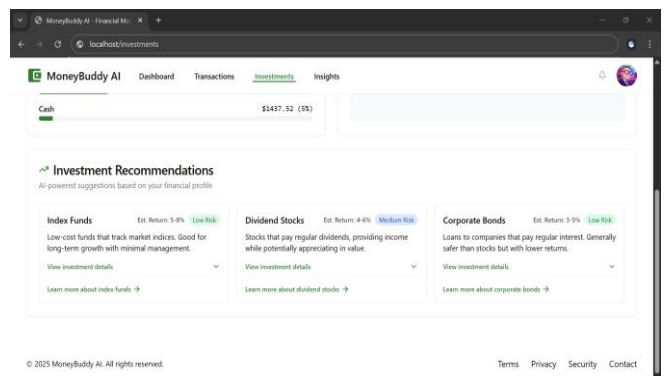 MoneyBuddy AI - Financial Mo
localhost/investments
MoneyBuddy AI Dashboard Transactions Investments Insights
Cash $1437.52 (5%)
Investment Recommendations
AI-powered suggestions based on your financial profile
Index Funds Est. Return: 5-8% Low Risk
Low-cost funds that track market indices. Good for
long-term growth with minimal management.
View investment details
Learn more about index funds →
Dividend Stocks Est. Return: 4-6% Medium Risk
Stocks that pay regular dividends, providing income
while potentially appreciating in value.
View investment details
Learn more about dividend stocks →
Corporate Bonds Est. Return: 3-5% Low Risk
Loans to companies that pay regular interest. Generally
safer than stocks but with lower returns.
View investment details
Learn more about corporate bonds →
© 2025 MoneyBuddy AI. All rights reserved. Terms Privacy Security Contact